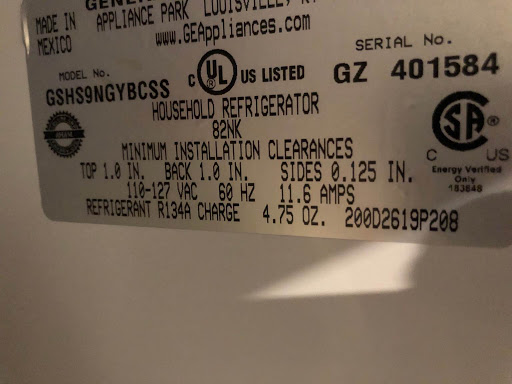 MADE IN
MEXICO
APPLIANCE PARK LOUISVILLE,
www.GEAppliances.com
MODEL No.
GSHS9NGYBCSS
C UL US LISTED
SERIAL No.
GZ 401584
HOUSEHOLD REFRIGERATOR
82NK
MINIMUM INSTALLATION CLEARANCES
TOP 1.0 IN. BACK 1.0 IN. SIDES 0.125 IN.
110-127 VAC 60 HZ 11.6 AMPS
REFRIGERANT R134A CHARGE 4.75 OZ. 200D2619P208
SA ®
C US
Energy Verified
Only
183646